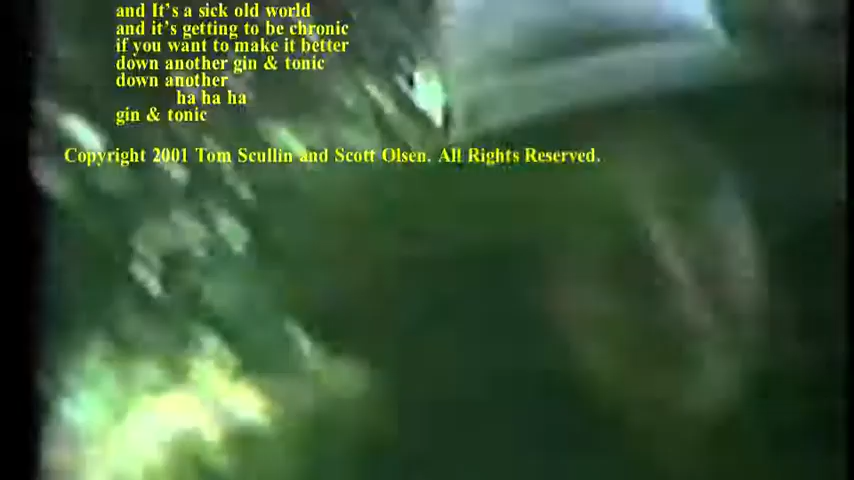 and It's a sick old world
and it's getting to be chronic
if you want to make it better
down another gin & tonic
down another
ha ha ha
gin & tonic
Copyright 2001 Tom Scullin and Scott Olsen. All Rights Reserved.